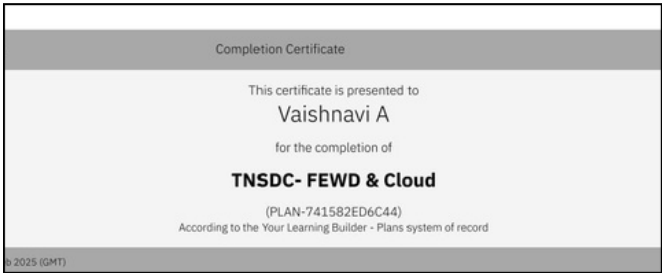 Completion Certificate
This certificate is presented to
Vaishnavi A
for the completion of
TNSDC- FEWD & Cloud
(PLAN-741582ED6C44)
According to the Your Learning Builder - Plans system of record
2025 (GMT)